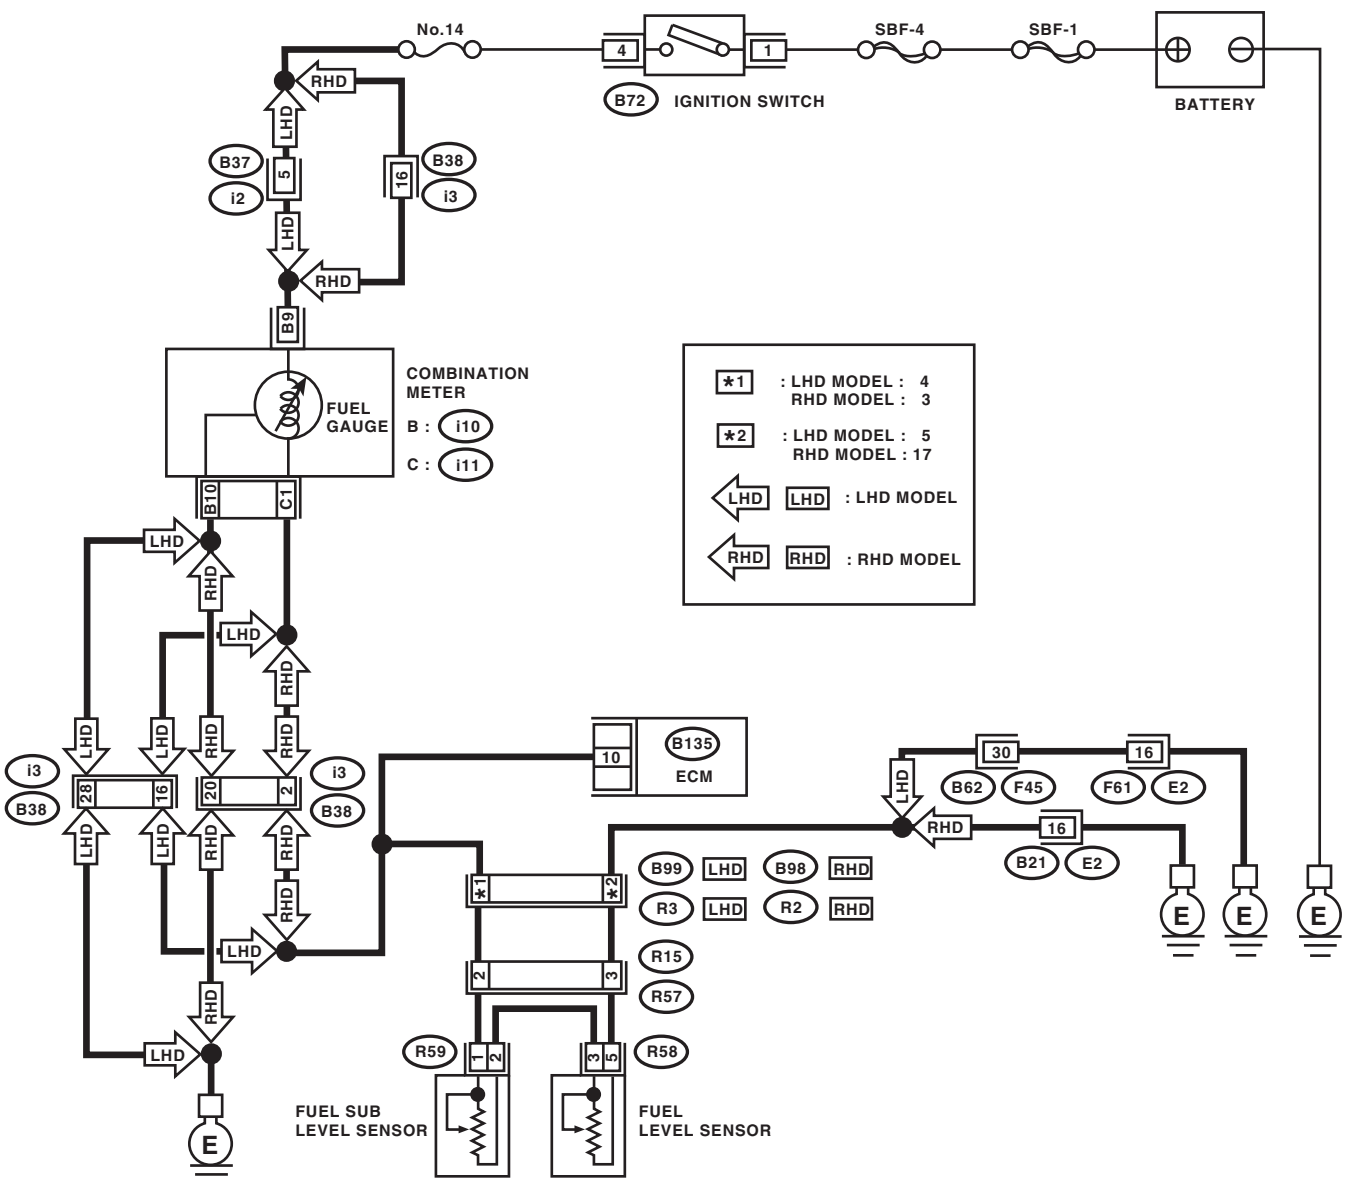 No.14
SBF-4
SBF-1
4
1
B72
IGNITION SWITCH
BATTERY
RHD
LHD
B37
i2
5
16
B38
i3
LHD
RHD
B9
FUEL
GAUGE
COMBINATION
METER
B : i10
C : i11
B10
C1
*1 : LHD MODEL : 4
RHD MODEL : 3
*2 : LHD MODEL : 5
RHD MODEL : 17
LHD LHD : LHD MODEL
RHD RHD : RHD MODEL
LHD
RHD
LHD
RHD
LHD
LHD
RHD
RHD
i3
B38
28
16
20
2
i3
B38
LHD
LHD
RHD
RHD
RHD
LHD
RHD
LHD
E
10
B135
ECM
LHD
30
B62
F45
16
F61
E2
RHD
16
B21
E2
E
E
E
*1
*2
B99 LHD B98 RHD
R3 LHD R2 RHD
2
3
R15
R57
R59
1
2
3
5
R58
FUEL SUB
LEVEL SENSOR
FUEL
LEVEL SENSOR